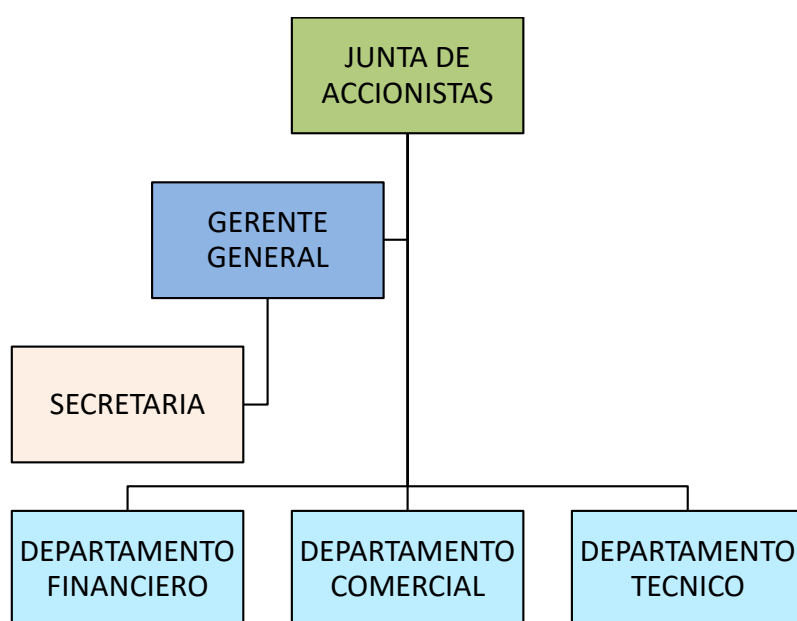 JUNTA DE
ACCIONISTAS
GERENTE
GENERAL
SECRETARIA
DEPARTAMENTO
FINANCIERO
DEPARTAMENTO
COMERCIAL
DEPARTAMENTO
TECNICO